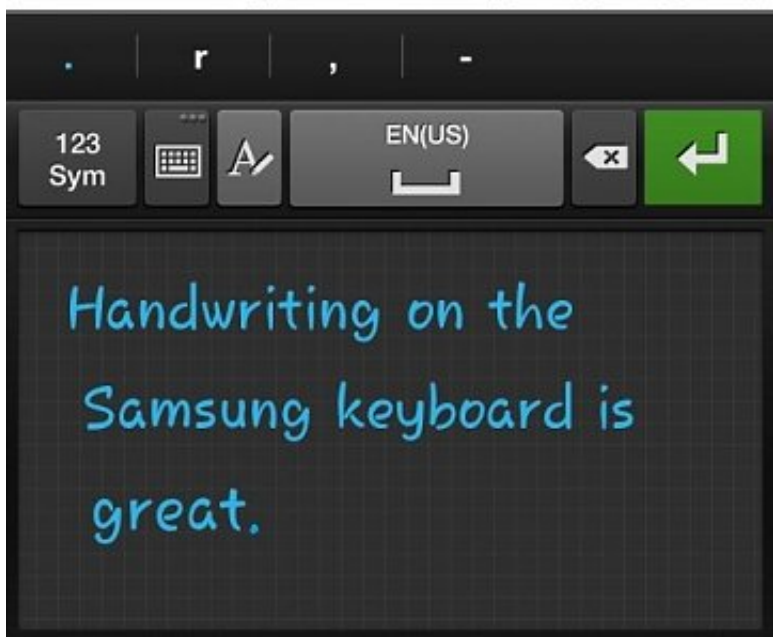 . r , -
123 Sym EN(US)
Handwriting on the
Samsung keyboard is
great.